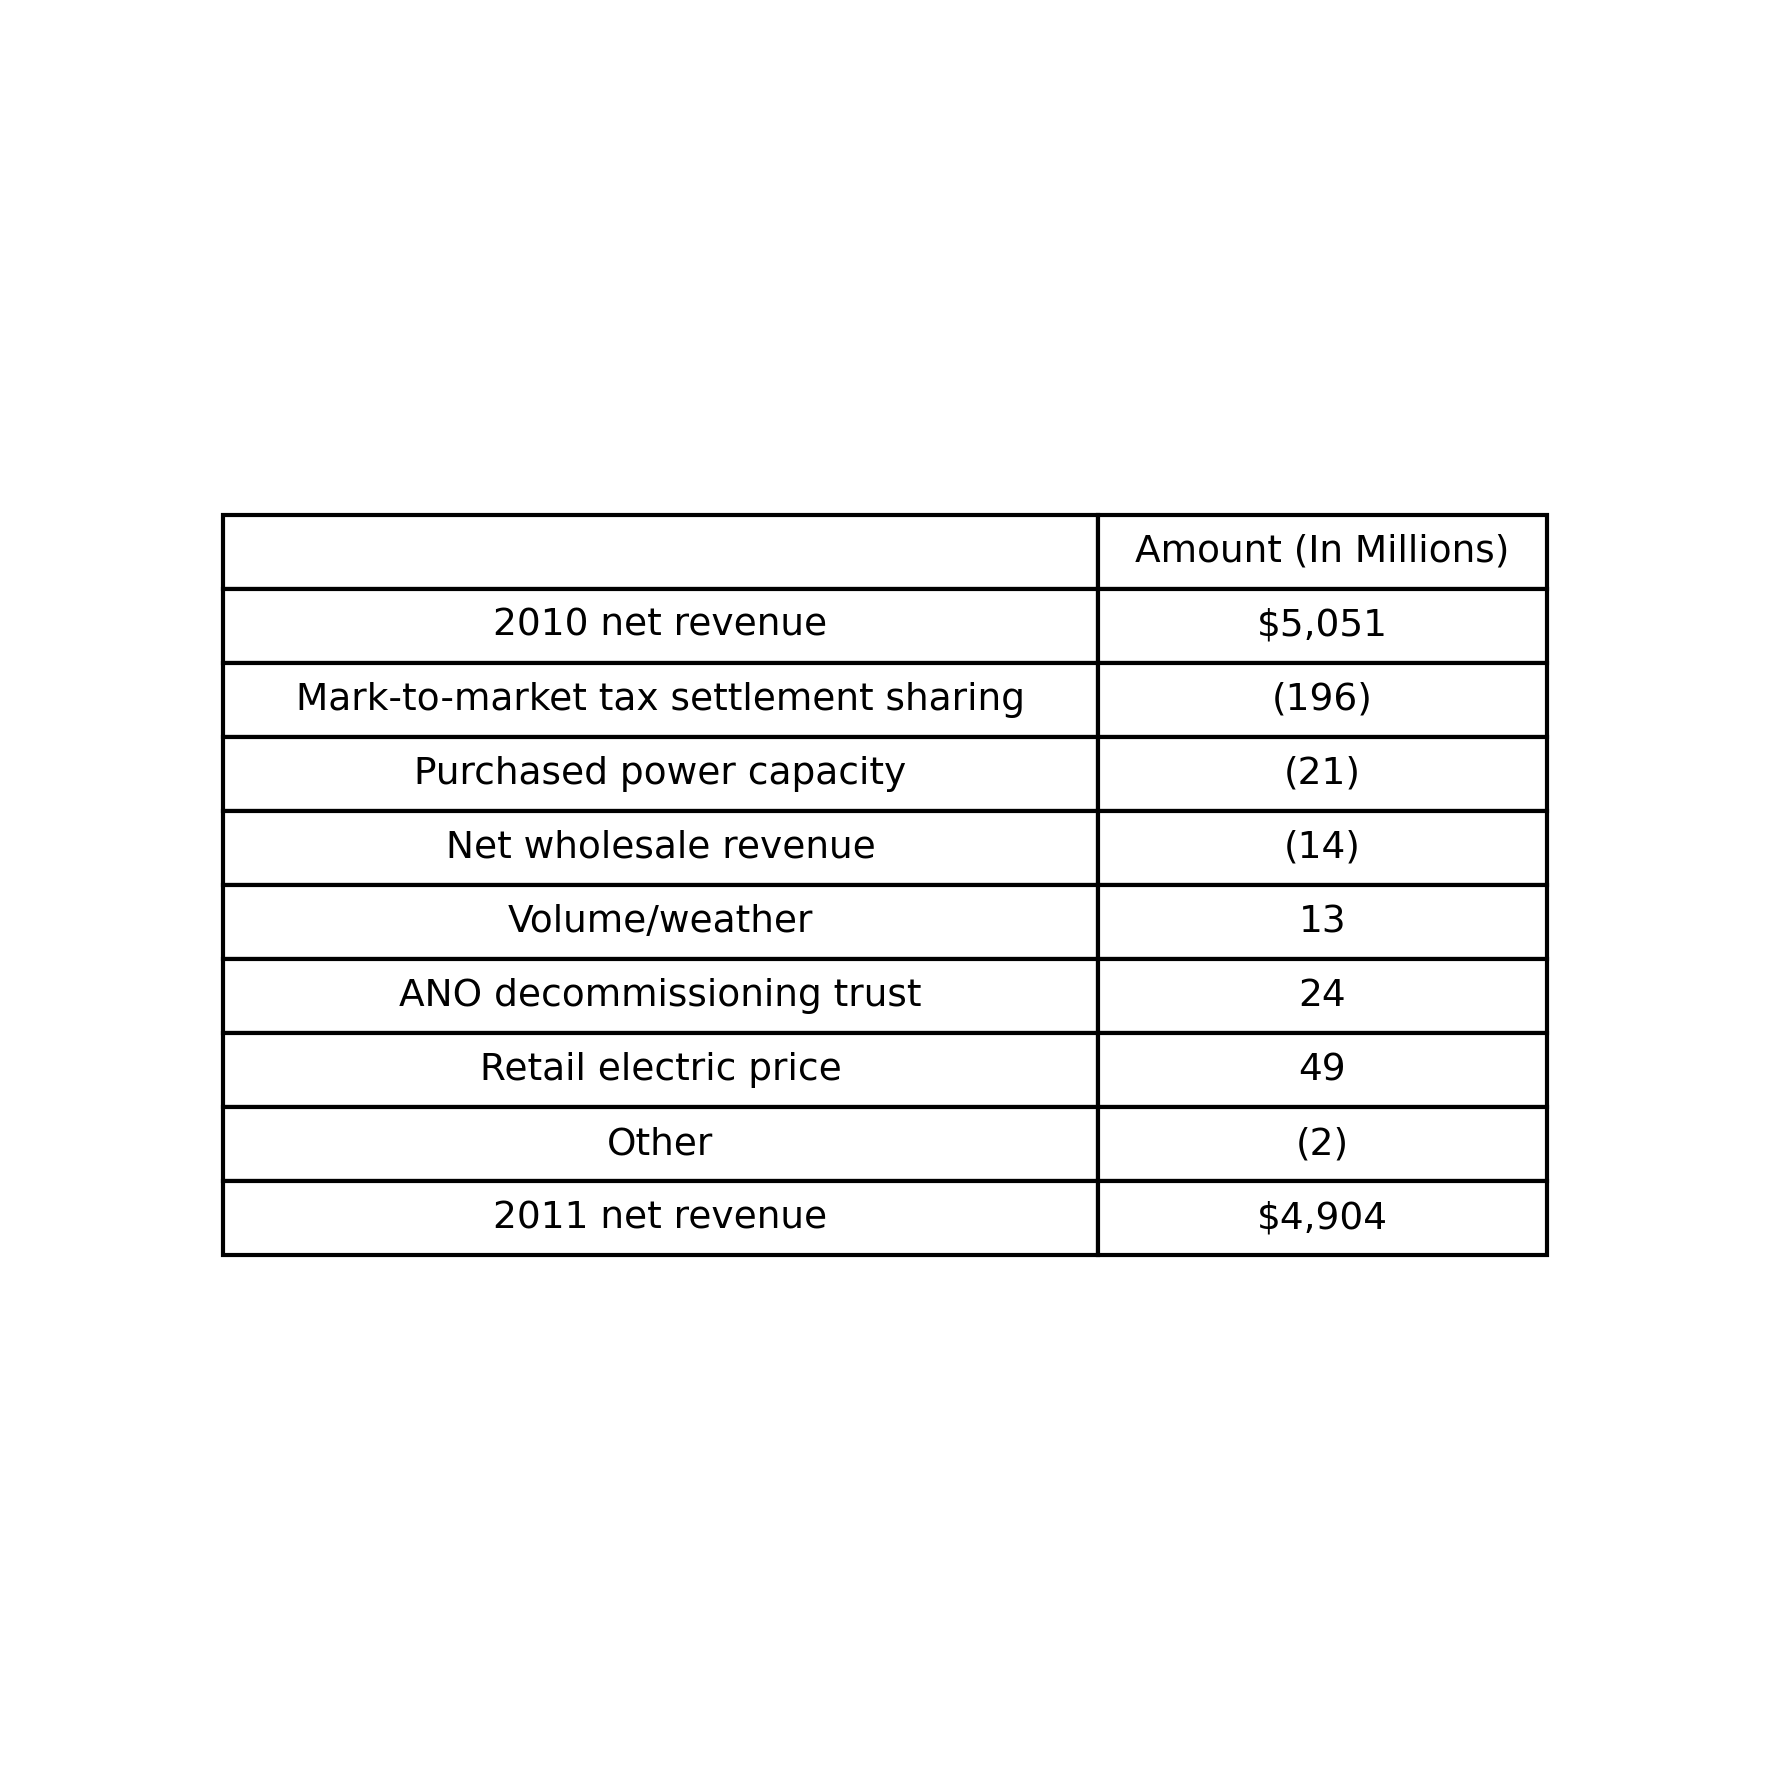 Amount (In Millions)
2010 net revenue $5,051
Mark-to-market tax settlement sharing (196)
Purchased power capacity (21)
Net wholesale revenue (14)
Volume/weather 13
ANO decommissioning trust 24
Retail electric price 49
Other (2)
2011 net revenue $4,904